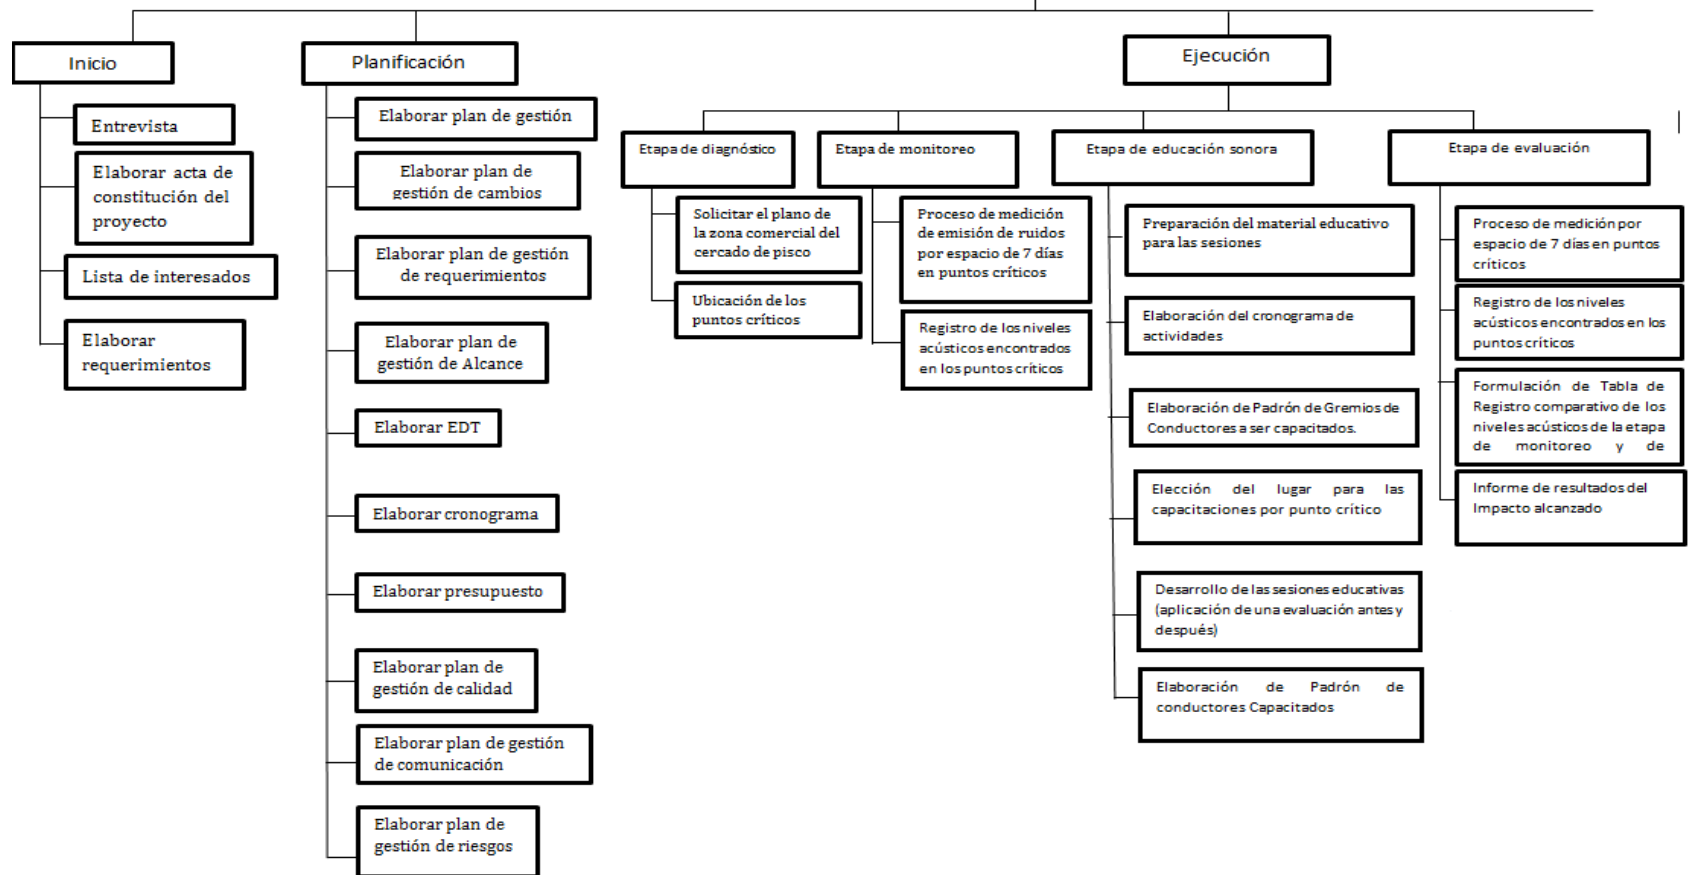 Inicio
Entrevista
Elaborar acta de
constitución del
proyecto
Lista de interesados
Elaborar
requerimientos
Planificación
Elaborar plan de gestión
Elaborar plan de
gestión de cambios
Elaborar plan de gestión
de requerimientos
Elaborar plan de
gestión de Alcance
Elaborar EDT
Elaborar cronograma
Elaborar presupuesto
Elaborar plan de
gestión de calidad
Elaborar plan de gestión
de comunicación
Elaborar plan de
gestión de riesgos
Ejecución
Etapa de diagnóstico
Solicitar el plano de
la zona comercial del
cercado de pisco
Ubicación de los
puntos críticos
Etapa de monitoreo
Proceso de medición
de emisión de ruidos
por espacio de 7 días
en puntos críticos
Registro de los niveles
acústicos encontrados
en los puntos críticos
Etapa de educación sonora
Preparación del material educativo
para las sesiones
Elaboración del cronograma de
actividades
Elaboración de Padrón de Gremios de
Conductores a ser capacitados.
Elección del lugar para las
capacitaciones por punto crítico
Desarrollo de las sesiones educativas
(aplicación de una evaluación antes y
después)
Elaboración de Padrón de
conductores Capacitados
Etapa de evaluación
Proceso de medición por
espacio de 7 días en puntos
críticos
Registro de los niveles
acústicos encontrados en los
puntos críticos
Formulación de Tabla de
Registro comparativo de los
niveles acústicos de la etapa
de monitoreo y de
Informe de resultados del
Impacto alcanzado